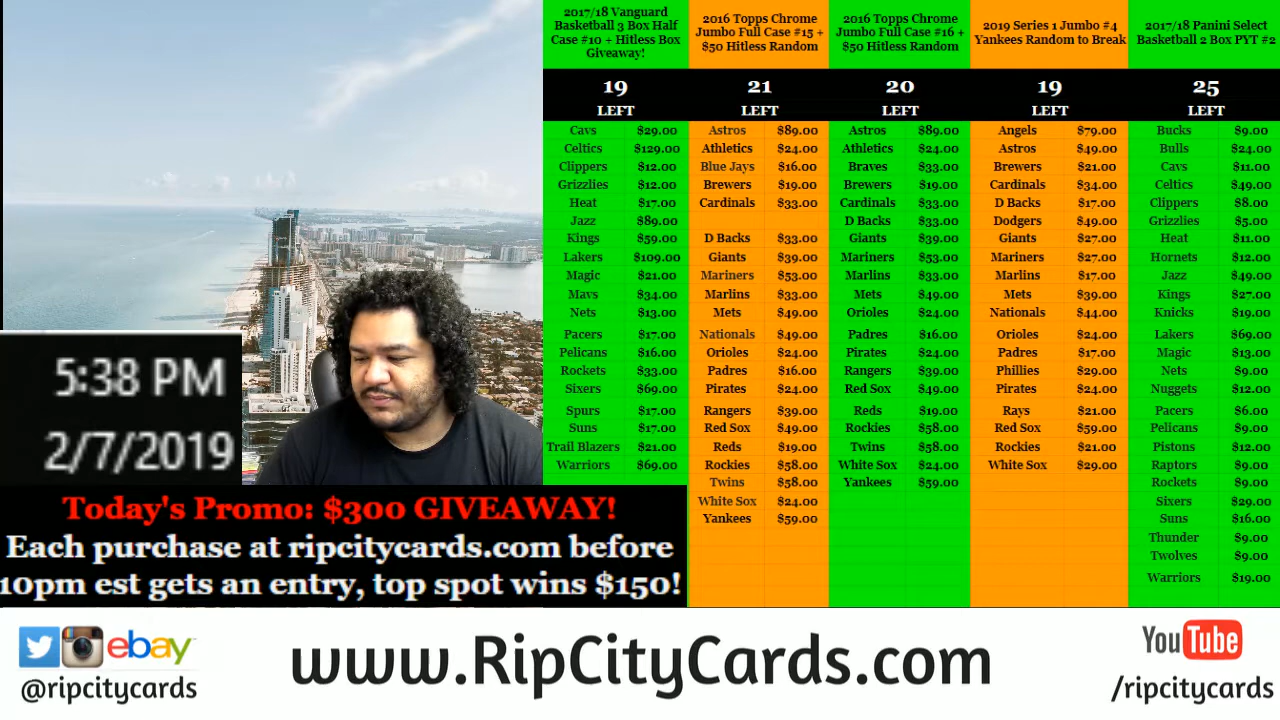 2017/18 Vanguard
Basketball 3 Box Half
Case #10 + Hitless Box
Giveaway!
19
LEFT
Cavs $29.00
Celtics $129.00
Clippers $12.00
Grizzlies $12.00
Heat $17.00
Jazz $89.00
Kings $59.00
Lakers $109.00
Magic $21.00
Mavs $34.00
Nets $13.00
Pacers $17.00
Pelicans $16.00
Rockets $33.00
Sixers $69.00
Spurs $17.00
Suns $17.00
Trail Blazers $21.00
Warriors $69.00
2016 Topps Chrome
Jumbo Full Case #15 +
$50 Hitless Random
21
LEFT
Astros $89.00
Athletics $24.00
Blue Jays $16.00
Brewers $19.00
Cardinals $33.00
D Backs $33.00
Giants $39.00
Mariners $53.00
Marlins $33.00
Mets $49.00
Nationals $49.00
Orioles $24.00
Padres $16.00
Pirates $24.00
Rangers $39.00
Red Sox $49.00
Reds $19.00
Rockies $58.00
Twins $58.00
White Sox $24.00
Yankees $59.00
2016 Topps Chrome
Jumbo Full Case #16 +
$50 Hitless Random
20
LEFT
Astros $89.00
Athletics $24.00
Braves $33.00
Brewers $19.00
Cardinals $33.00
D Backs $33.00
Giants $39.00
Mariners $53.00
Marlins $33.00
Mets $49.00
Orioles $24.00
Padres $16.00
Pirates $24.00
Rangers $39.00
Red Sox $49.00
Reds $19.00
Rockies $58.00
Twins $58.00
White Sox $24.00
Yankees $59.00
2019 Series 1 Jumbo #4
Yankees Random to Break
19
LEFT
Angels $79.00
Astros $49.00
Brewers $21.00
Cardinals $34.00
D Backs $17.00
Dodgers $49.00
Giants $27.00
Mariners $27.00
Marlins $17.00
Mets $39.00
Nationals $44.00
Orioles $24.00
Padres $17.00
Phillies $29.00
Pirates $24.00
Rays $21.00
Red Sox $59.00
Rockies $21.00
White Sox $29.00
2017/18 Panini Select
Basketball 2 Box PYT #2
25
LEFT
Bucks $9.00
Bulls $24.00
Cavs $11.00
Celtics $49.00
Clippers $8.00
Grizzlies $5.00
Heat $11.00
Hornets $12.00
Jazz $49.00
Kings $27.00
Knicks $19.00
Lakers $69.00
Magic $13.00
Nets $9.00
Nuggets $12.00
Pacers $6.00
Pelicans $9.00
Pistons $12.00
Raptors $9.00
Rockets $9.00
Sixers $29.00
Suns $16.00
Thunder $9.00
Twolves $9.00
Warriors $19.00
5:38 PM
2/7/2019
Today's Promo: $300 GIVEAWAY!
Each purchase at ripcitycards.com before
10pm est gets an entry, top spot wins $150!
ebay
@ripcitycards
www.RipCityCards.com
YouTube
/ripcitycards